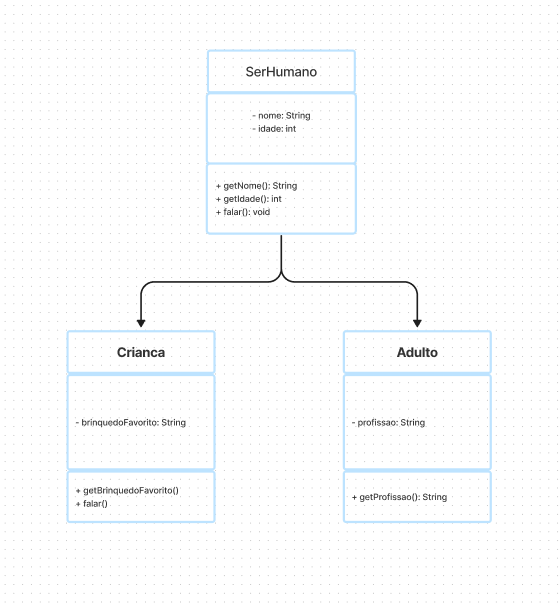 SerHumano
- nome: String
- idade: int
+ getNome(): String
+ getIdade(): int
+ falar(): void
Crianca
- brinquedoFavorito: String
+ getBrinquedoFavorito()
+ falar()
Adulto
- profissao: String
+ getProfissao(): String